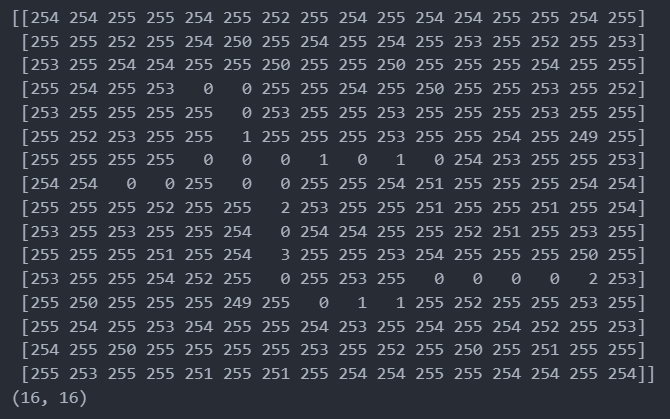 [[254 254 255 255 254 255 252 255 254 255 254 254 255 255 254 255]
[255 255 252 255 254 250 255 254 255 254 255 253 255 252 255 253]
[253 255 254 254 255 255 250 255 255 250 255 255 255 254 255 255]
[255 254 255 253 0 0 255 255 254 255 250 255 255 253 255 252]
[253 255 255 255 255 0 253 255 255 253 255 255 255 253 255 255]
[255 252 253 255 255 1 255 255 255 253 255 255 254 255 249 255]
[255 255 255 255 0 0 0 1 0 1 0 254 253 255 255 253]
[254 254 0 0 255 0 0 255 255 254 251 255 255 255 254 254]
[255 255 255 252 255 255 2 253 255 255 251 255 255 251 255 254]
[253 255 253 255 255 254 0 254 254 255 255 252 251 255 253 255]
[255 255 255 251 255 254 3 255 255 253 254 255 255 255 250 255]
[253 255 255 254 252 255 0 255 253 255 0 0 0 0 2 253]
[255 250 255 255 255 249 255 0 1 1 255 252 255 255 253 255]
[255 254 255 253 254 255 255 254 253 255 254 255 254 252 255 253]
[254 255 250 255 255 255 255 253 255 252 255 250 255 251 255 255]
[255 253 255 255 251 255 251 255 254 254 255 255 254 254 255 254]]
(16, 16)